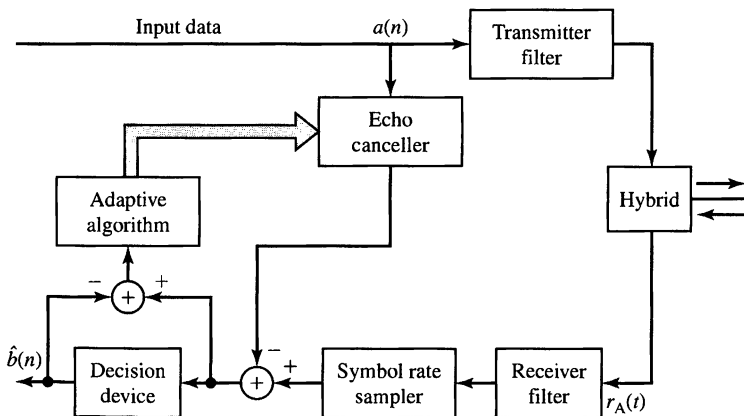 Input data
a(n)
Transmitter
filter
Echo
canceller
Adaptive
algorithm
Hybrid
− +
+
b̂(n)
Decision
device
−
+
+
Symbol rate
sampler
Receiver
filter
r_A(t)